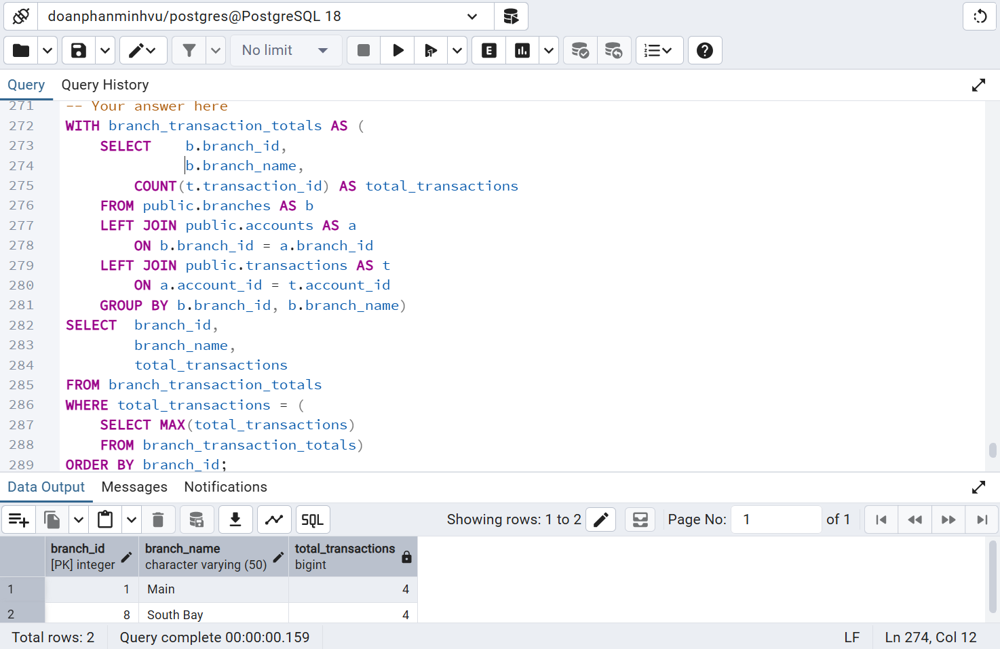 doanphanminhvu/postgres@PostgreSQL 18
No limit
Query Query History
271 -- Your answer here
272 WITH branch_transaction_totals AS (
273 SELECT b.branch_id,
274 b.branch_name,
275 COUNT(t.transaction_id) AS total_transactions
276 FROM public.branches AS b
277 LEFT JOIN public.accounts AS a
278 ON b.branch_id = a.branch_id
279 LEFT JOIN public.transactions AS t
280 ON a.account_id = t.account_id
281 GROUP BY b.branch_id, b.branch_name)
282 SELECT branch_id,
283 branch_name,
284 total_transactions
285 FROM branch_transaction_totals
286 WHERE total_transactions = (
287 SELECT MAX(total_transactions)
288 FROM branch_transaction_totals)
289 ORDER BY branch_id;
Data Output Messages Notifications
SQL Showing rows: 1 to 2 Page No: 1 of 1
branch_id branch_name total_transactions
[PK] integer character varying (50) bigint
1 1 Main 4
2 8 South Bay 4
Total rows: 2 Query complete 00:00:00.159 LF Ln 274, Col 12